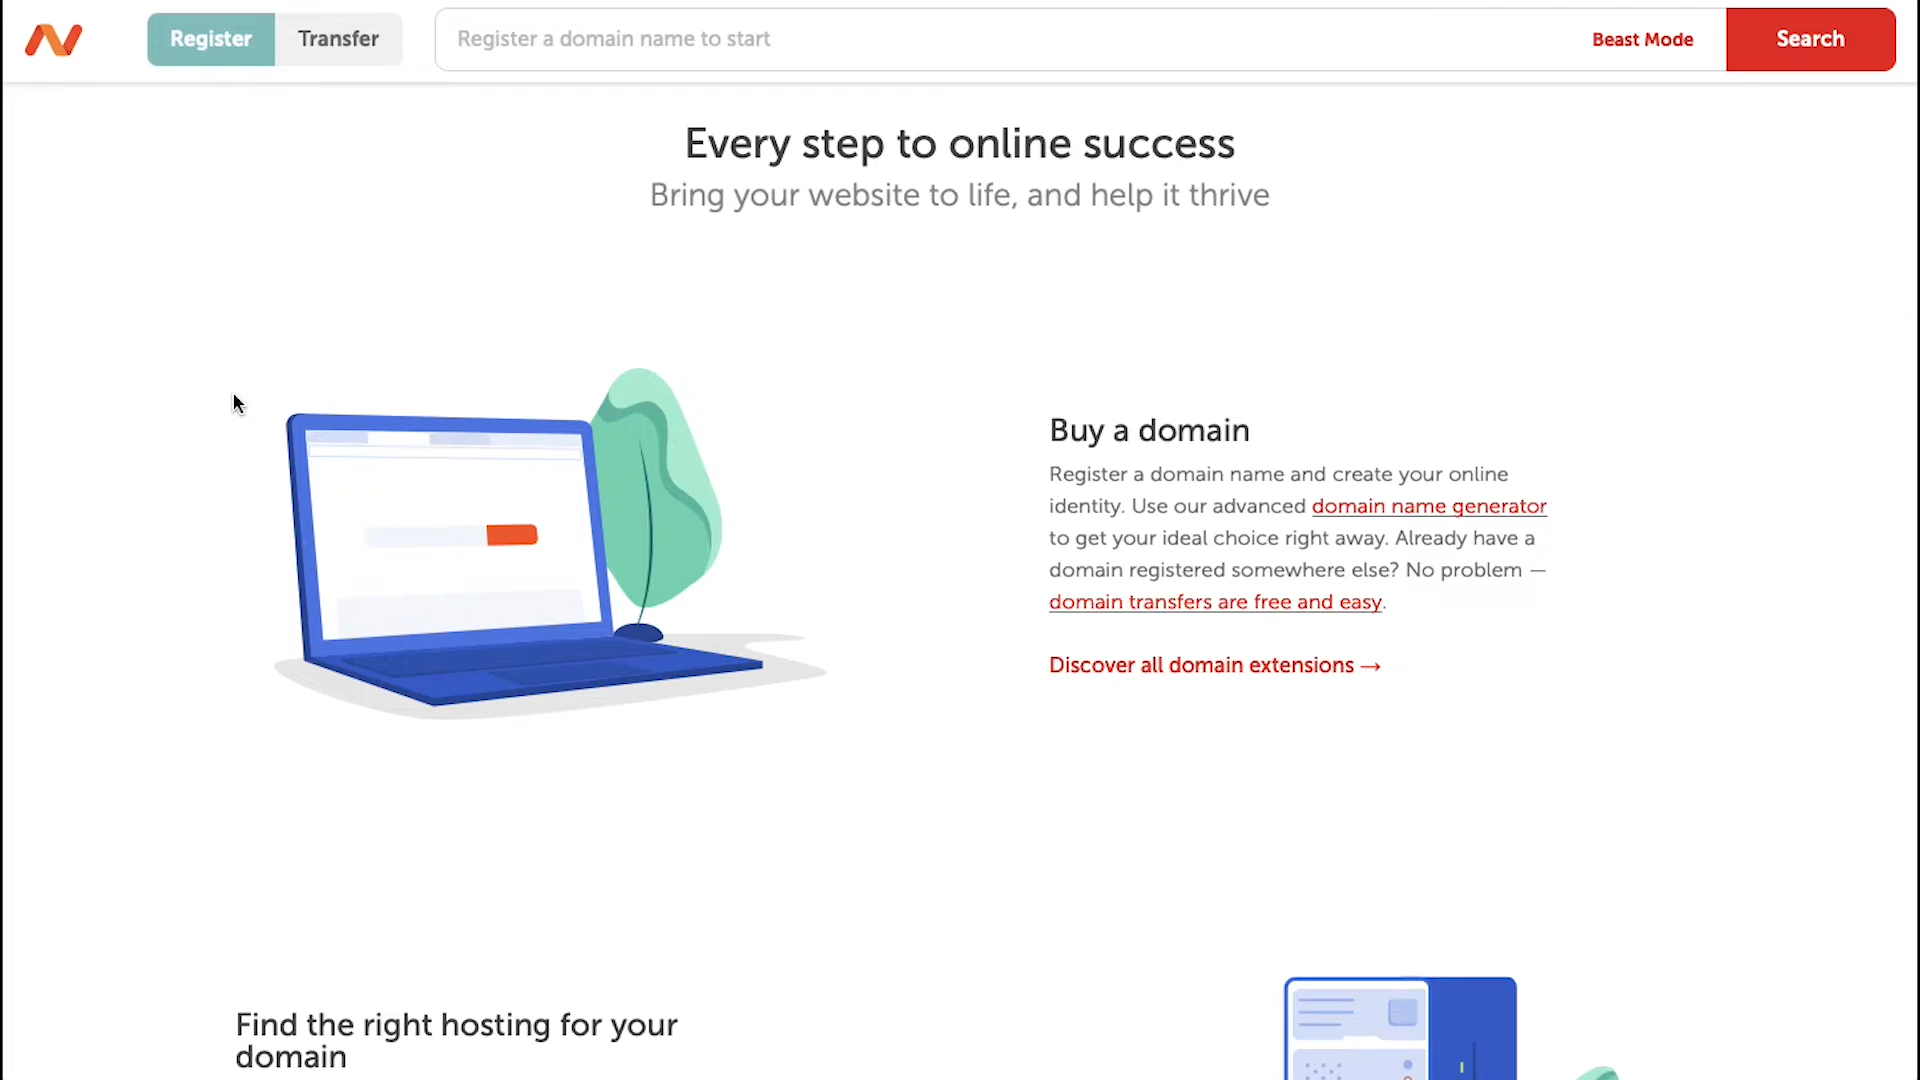 Register
Transfer
Register a domain name to start
Beast Mode
Search
Every step to online success
Bring your website to life, and help it thrive
Buy a domain
Register a domain name and create your online
identity. Use our advanced domain name generator
to get your ideal choice right away. Already have a
domain registered somewhere else? No problem —
domain transfers are free and easy.
Discover all domain extensions →
Find the right hosting for your
domain